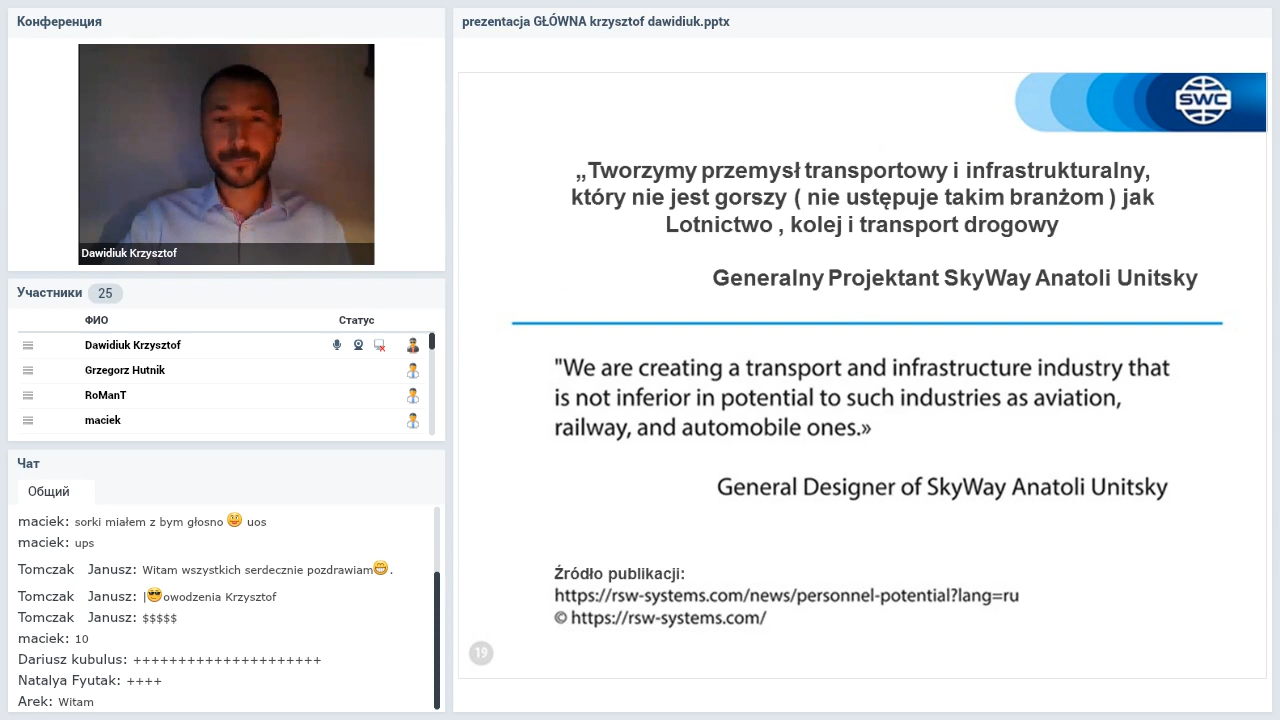 Конференция
Dawidiuk Krzysztof
Участники 25
ФИО Статус
Dawidiuk Krzysztof
Grzegorz Hutnik
RoManT
maciek
Чат
Общий
maciek: sorki miałem z bym głosno uos
maciek: ups
Tomczak Janusz: Witam wszystkich serdecznie pozdrawiam.
Tomczak Janusz: |owodzenia Krzysztof
Tomczak Janusz: $$$$$
maciek: 10
Dariusz kubulus: +++++++++++++++++++++
Natalya Fyutak: ++++
Arek: Witam
prezentacja GŁÓWNA krzysztof dawidiuk.pptx
SWC
„Tworzymy przemysł transportowy i infrastrukturalny,
który nie jest gorszy ( nie ustępuje takim branżom ) jak
Lotnictwo , kolej i transport drogowy
Generalny Projektant SkyWay Anatoli Unitsky
"We are creating a transport and infrastructure industry that
is not inferior in potential to such industries as aviation,
railway, and automobile ones.»
General Designer of SkyWay Anatoli Unitsky
Źródło publikacji:
https://rsw-systems.com/news/personnel-potential?lang=ru
© https://rsw-systems.com/
19